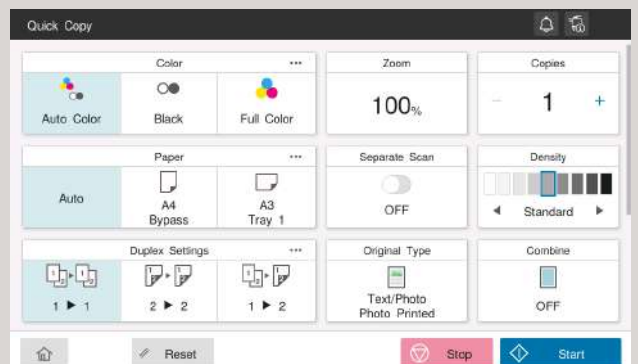 Quick Copy
Color
Zoom
Copies
Auto Color
Black
Full Color
100%
1
Paper
Separate Scan
Density
Auto
A4
Bypass
A3
Tray 1
OFF
Standard
Duplex Settings
Original Type
Combine
1 ▶ 1
2 ▶ 2
1 ▶ 2
Text/Photo
Photo Printed
OFF
Reset
Stop
Start